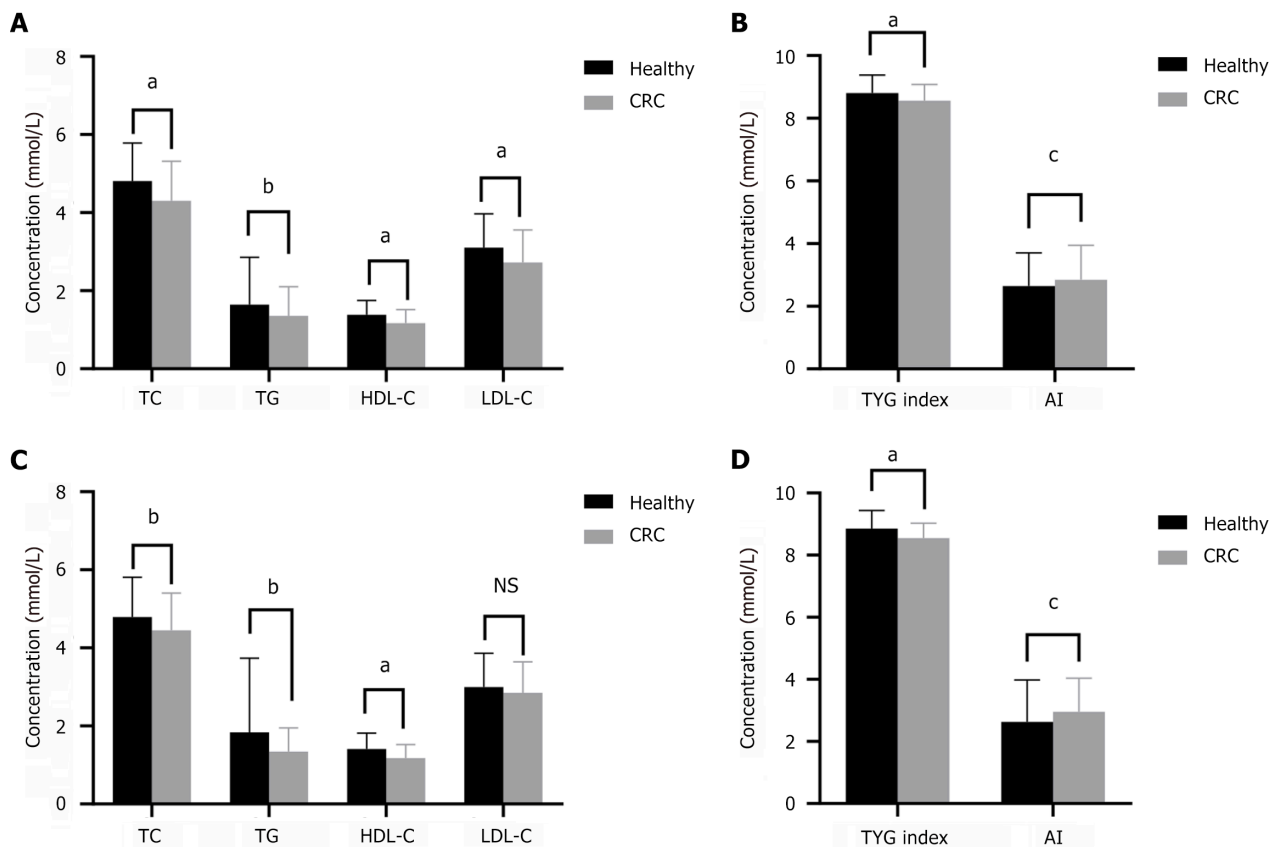 A
Concentration (mmol/L)
8
6
4
2
0
a
b
a
a
TC
TG
HDL-C
LDL-C
Healthy
CRC
B
Concentration (mmol/L)
10
8
6
4
2
0
a
c
TYG index
AI
Healthy
CRC
C
Concentration (mmol/L)
8
6
4
2
0
b
b
a
NS
TC
TG
HDL-C
LDL-C
Healthy
CRC
D
Concentration (mmol/L)
10
8
6
4
2
0
a
c
TYG index
AI
Healthy
CRC